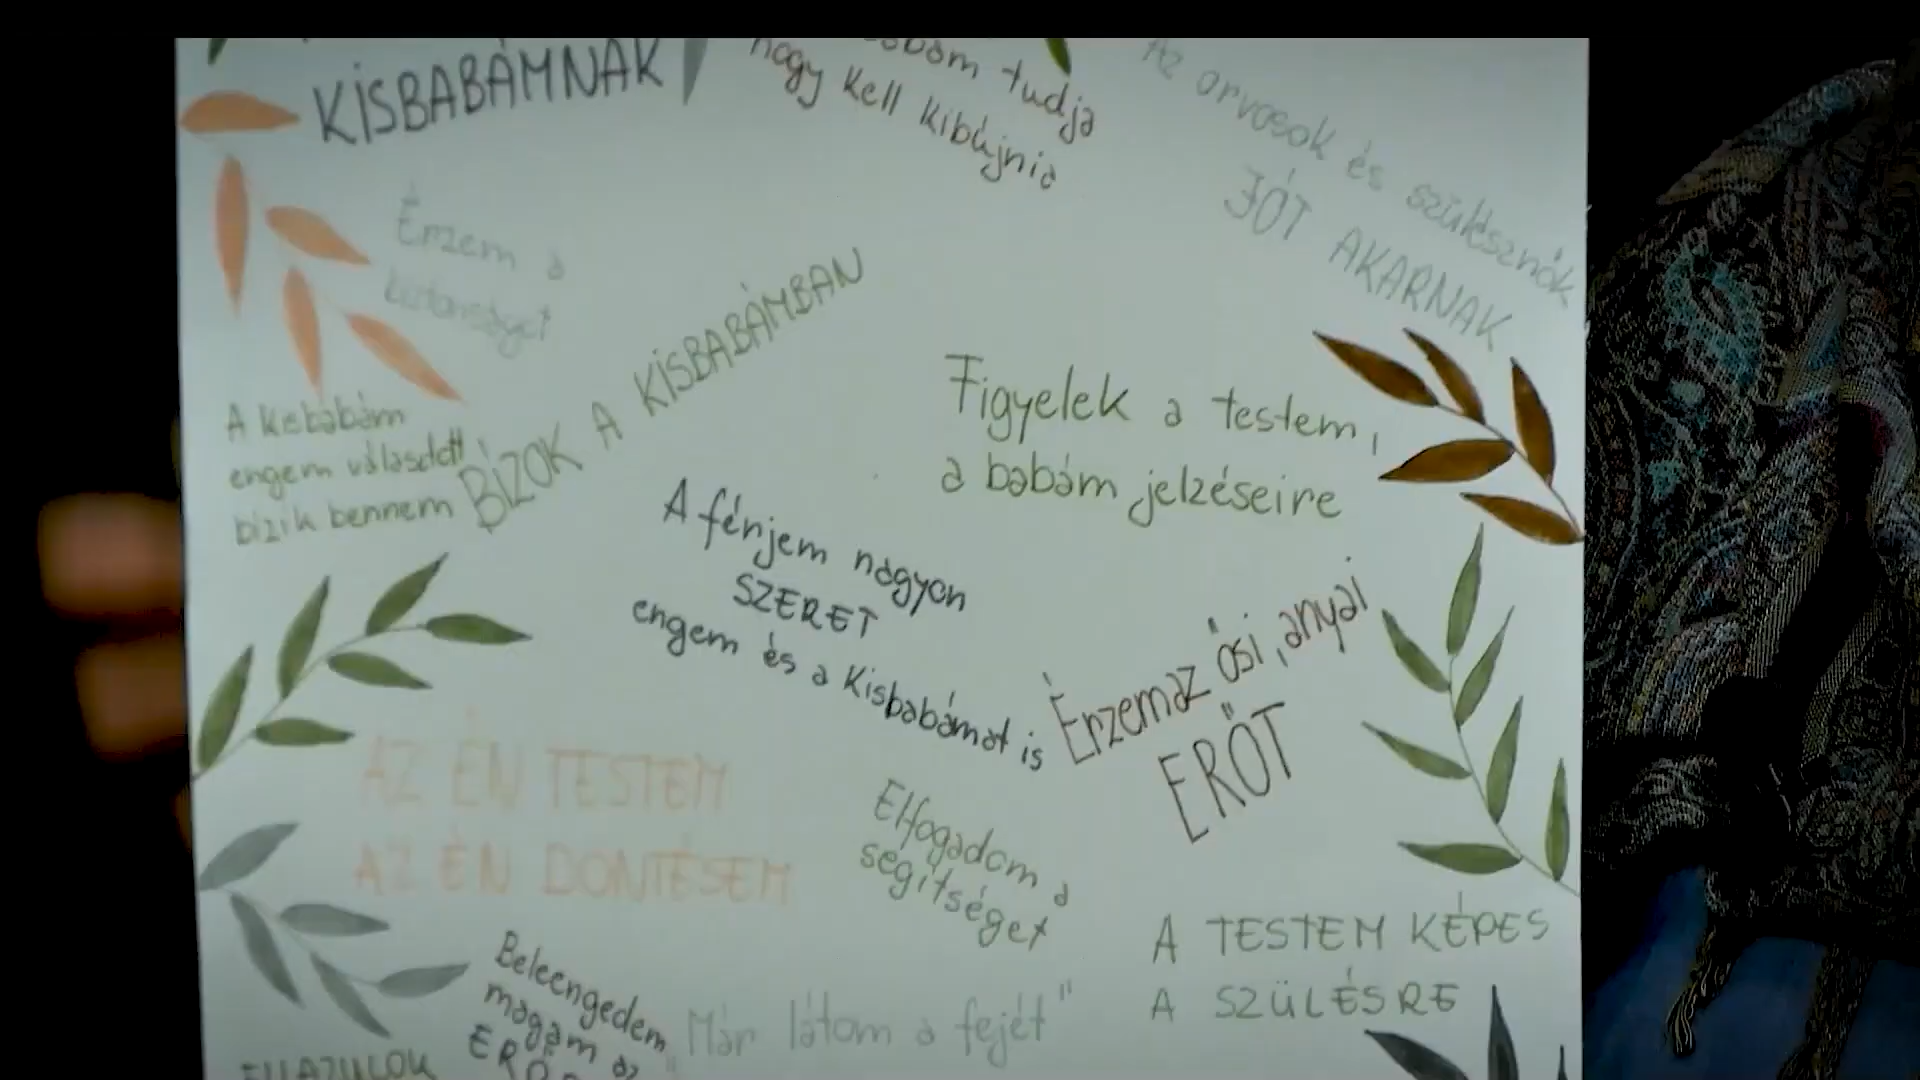 KISBABÁMNAK
babám tudja
hogy kell kibújnia
Az orvosok és szülésznők
JÓT AKARNAK
Érzem a
biztonságot
BÍZOK A KISBABÁMBAN
A kisbabám
engem választott
bízik bennem
Figyelek a testem,
a babám jelzéseire
A férjem nagyon
SZERET
engem és a Kisbabámat is
Érzem az ősi, anyai
ERŐT
AZ ÉN TESTEM
AZ ÉN DÖNTÉSEM
Elfogadom a
segítséget
A TESTEM KÉPES
A SZÜLÉSRE
Beleengedem
magam az
"Már látom a fejét"